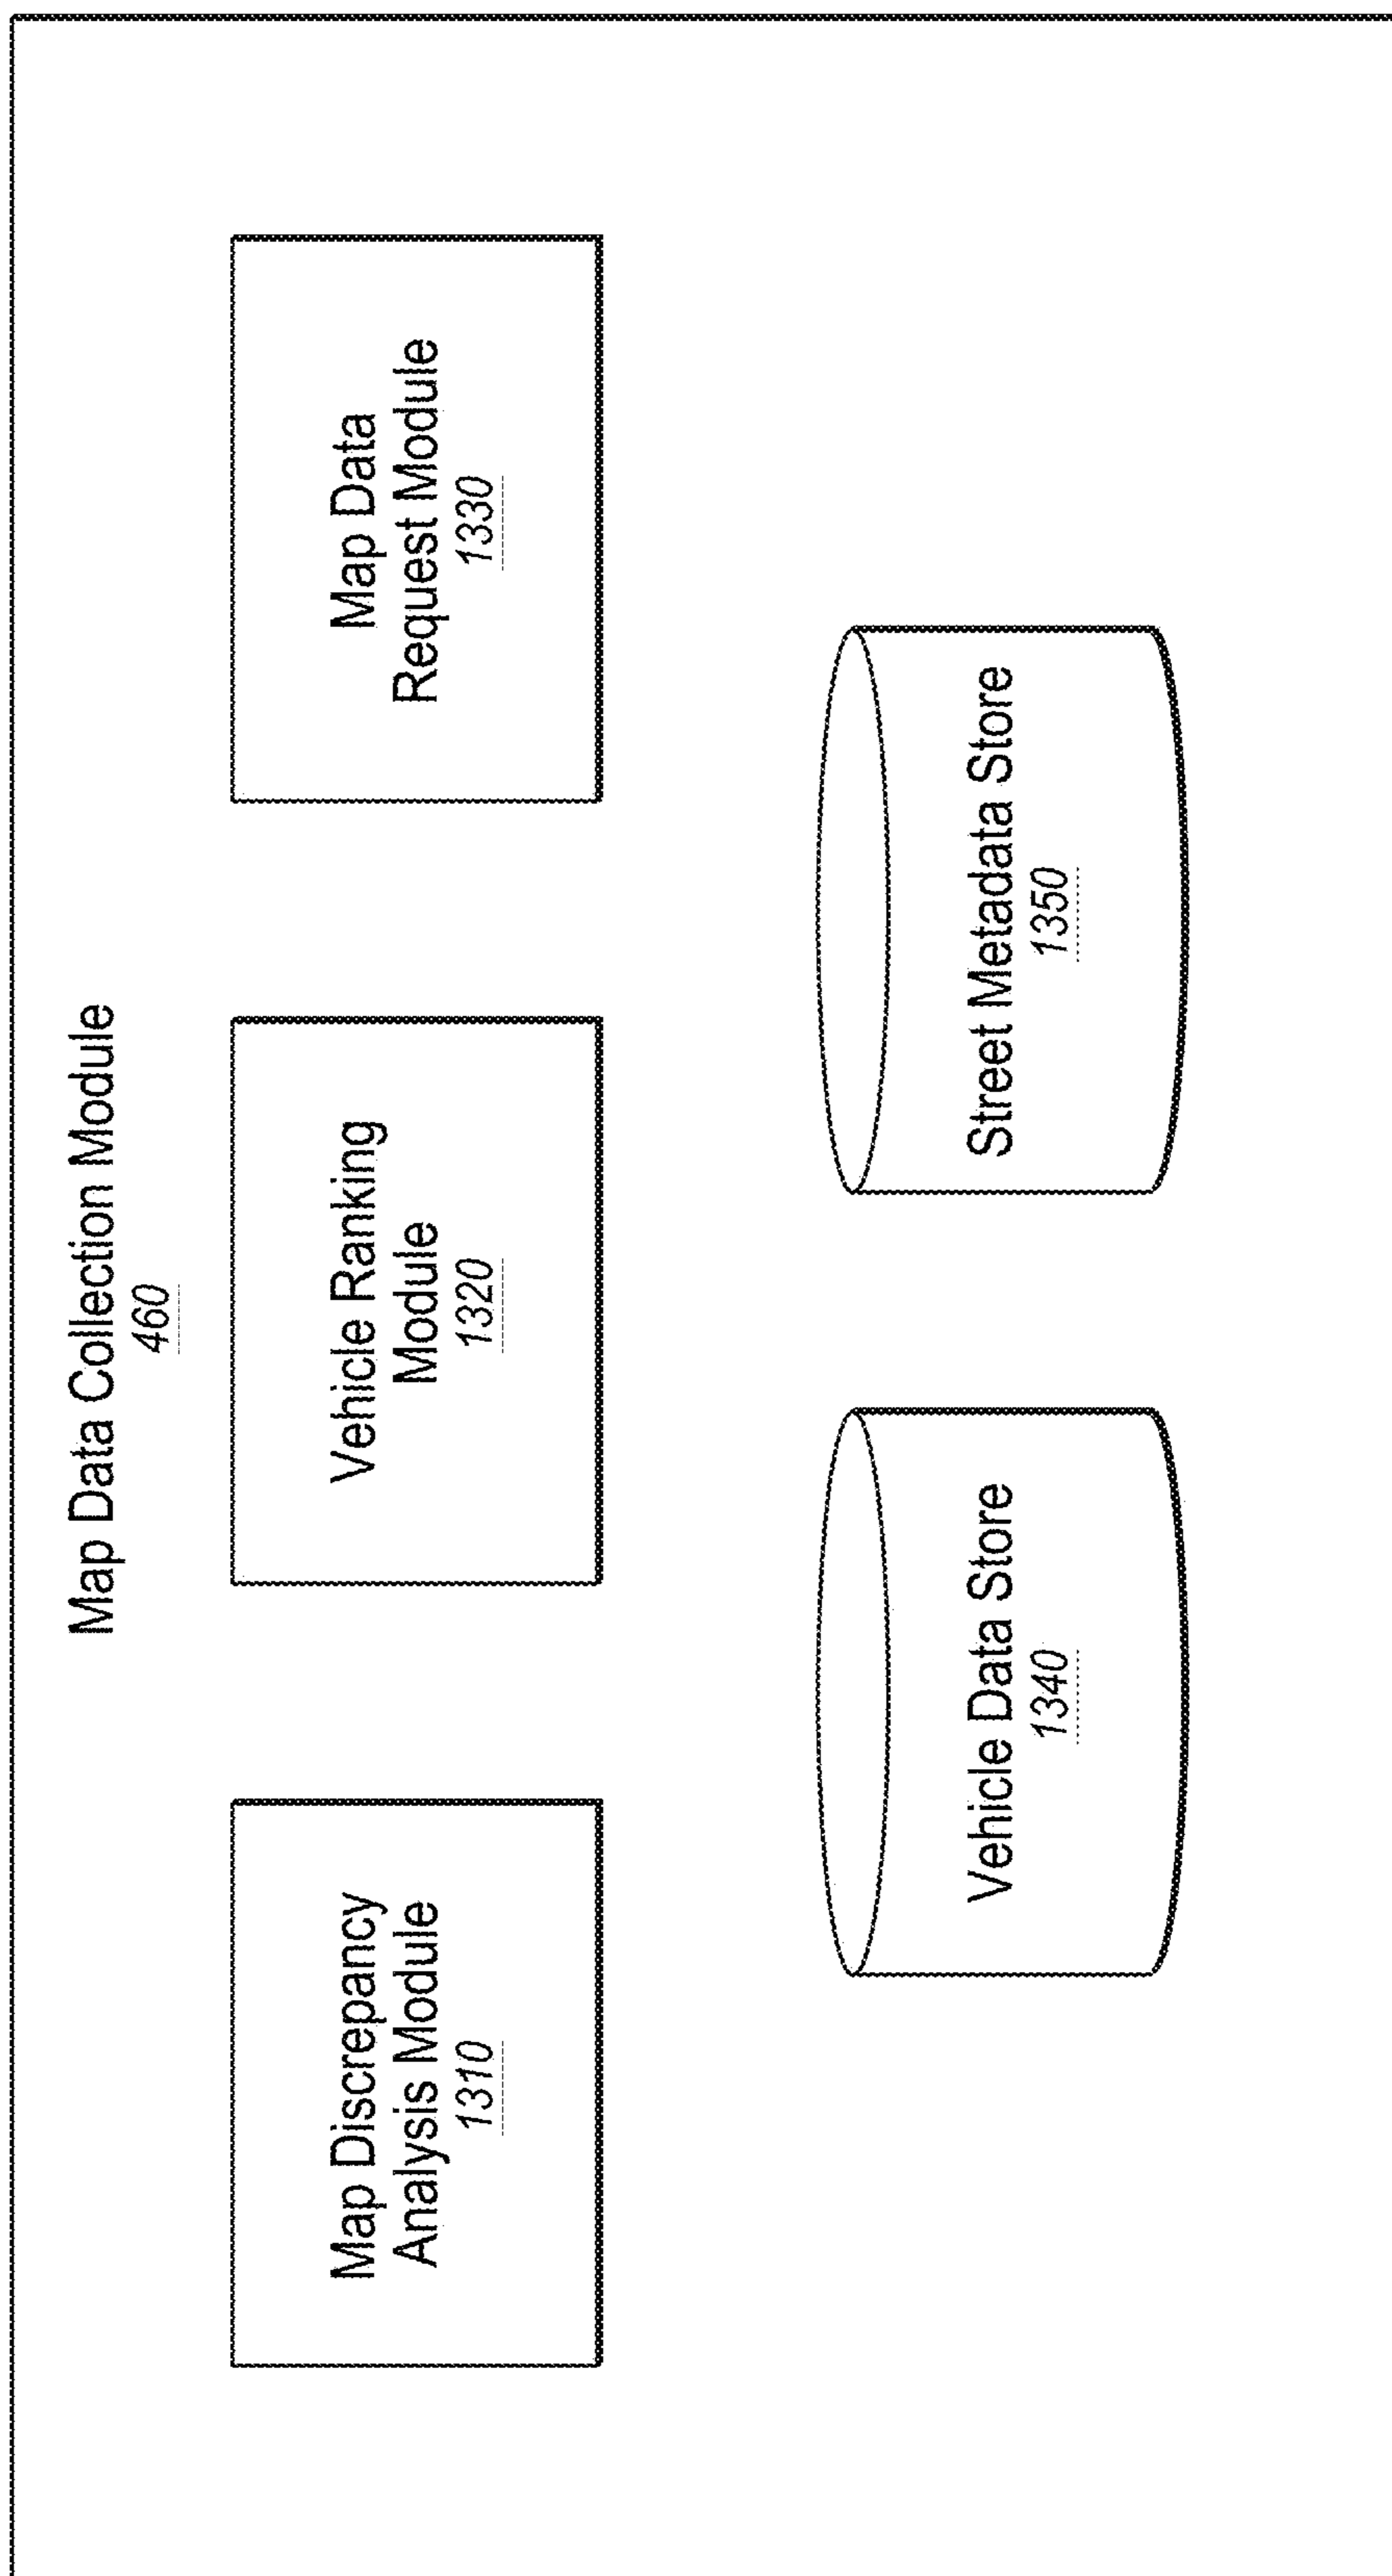 Map Data Collection Module
460
Map Discrepancy
Analysis Module
1310
Vehicle Ranking
Module
1320
Map Data
Request Module
1330
Vehicle Data Store
1340
Street Metadata Store
1350